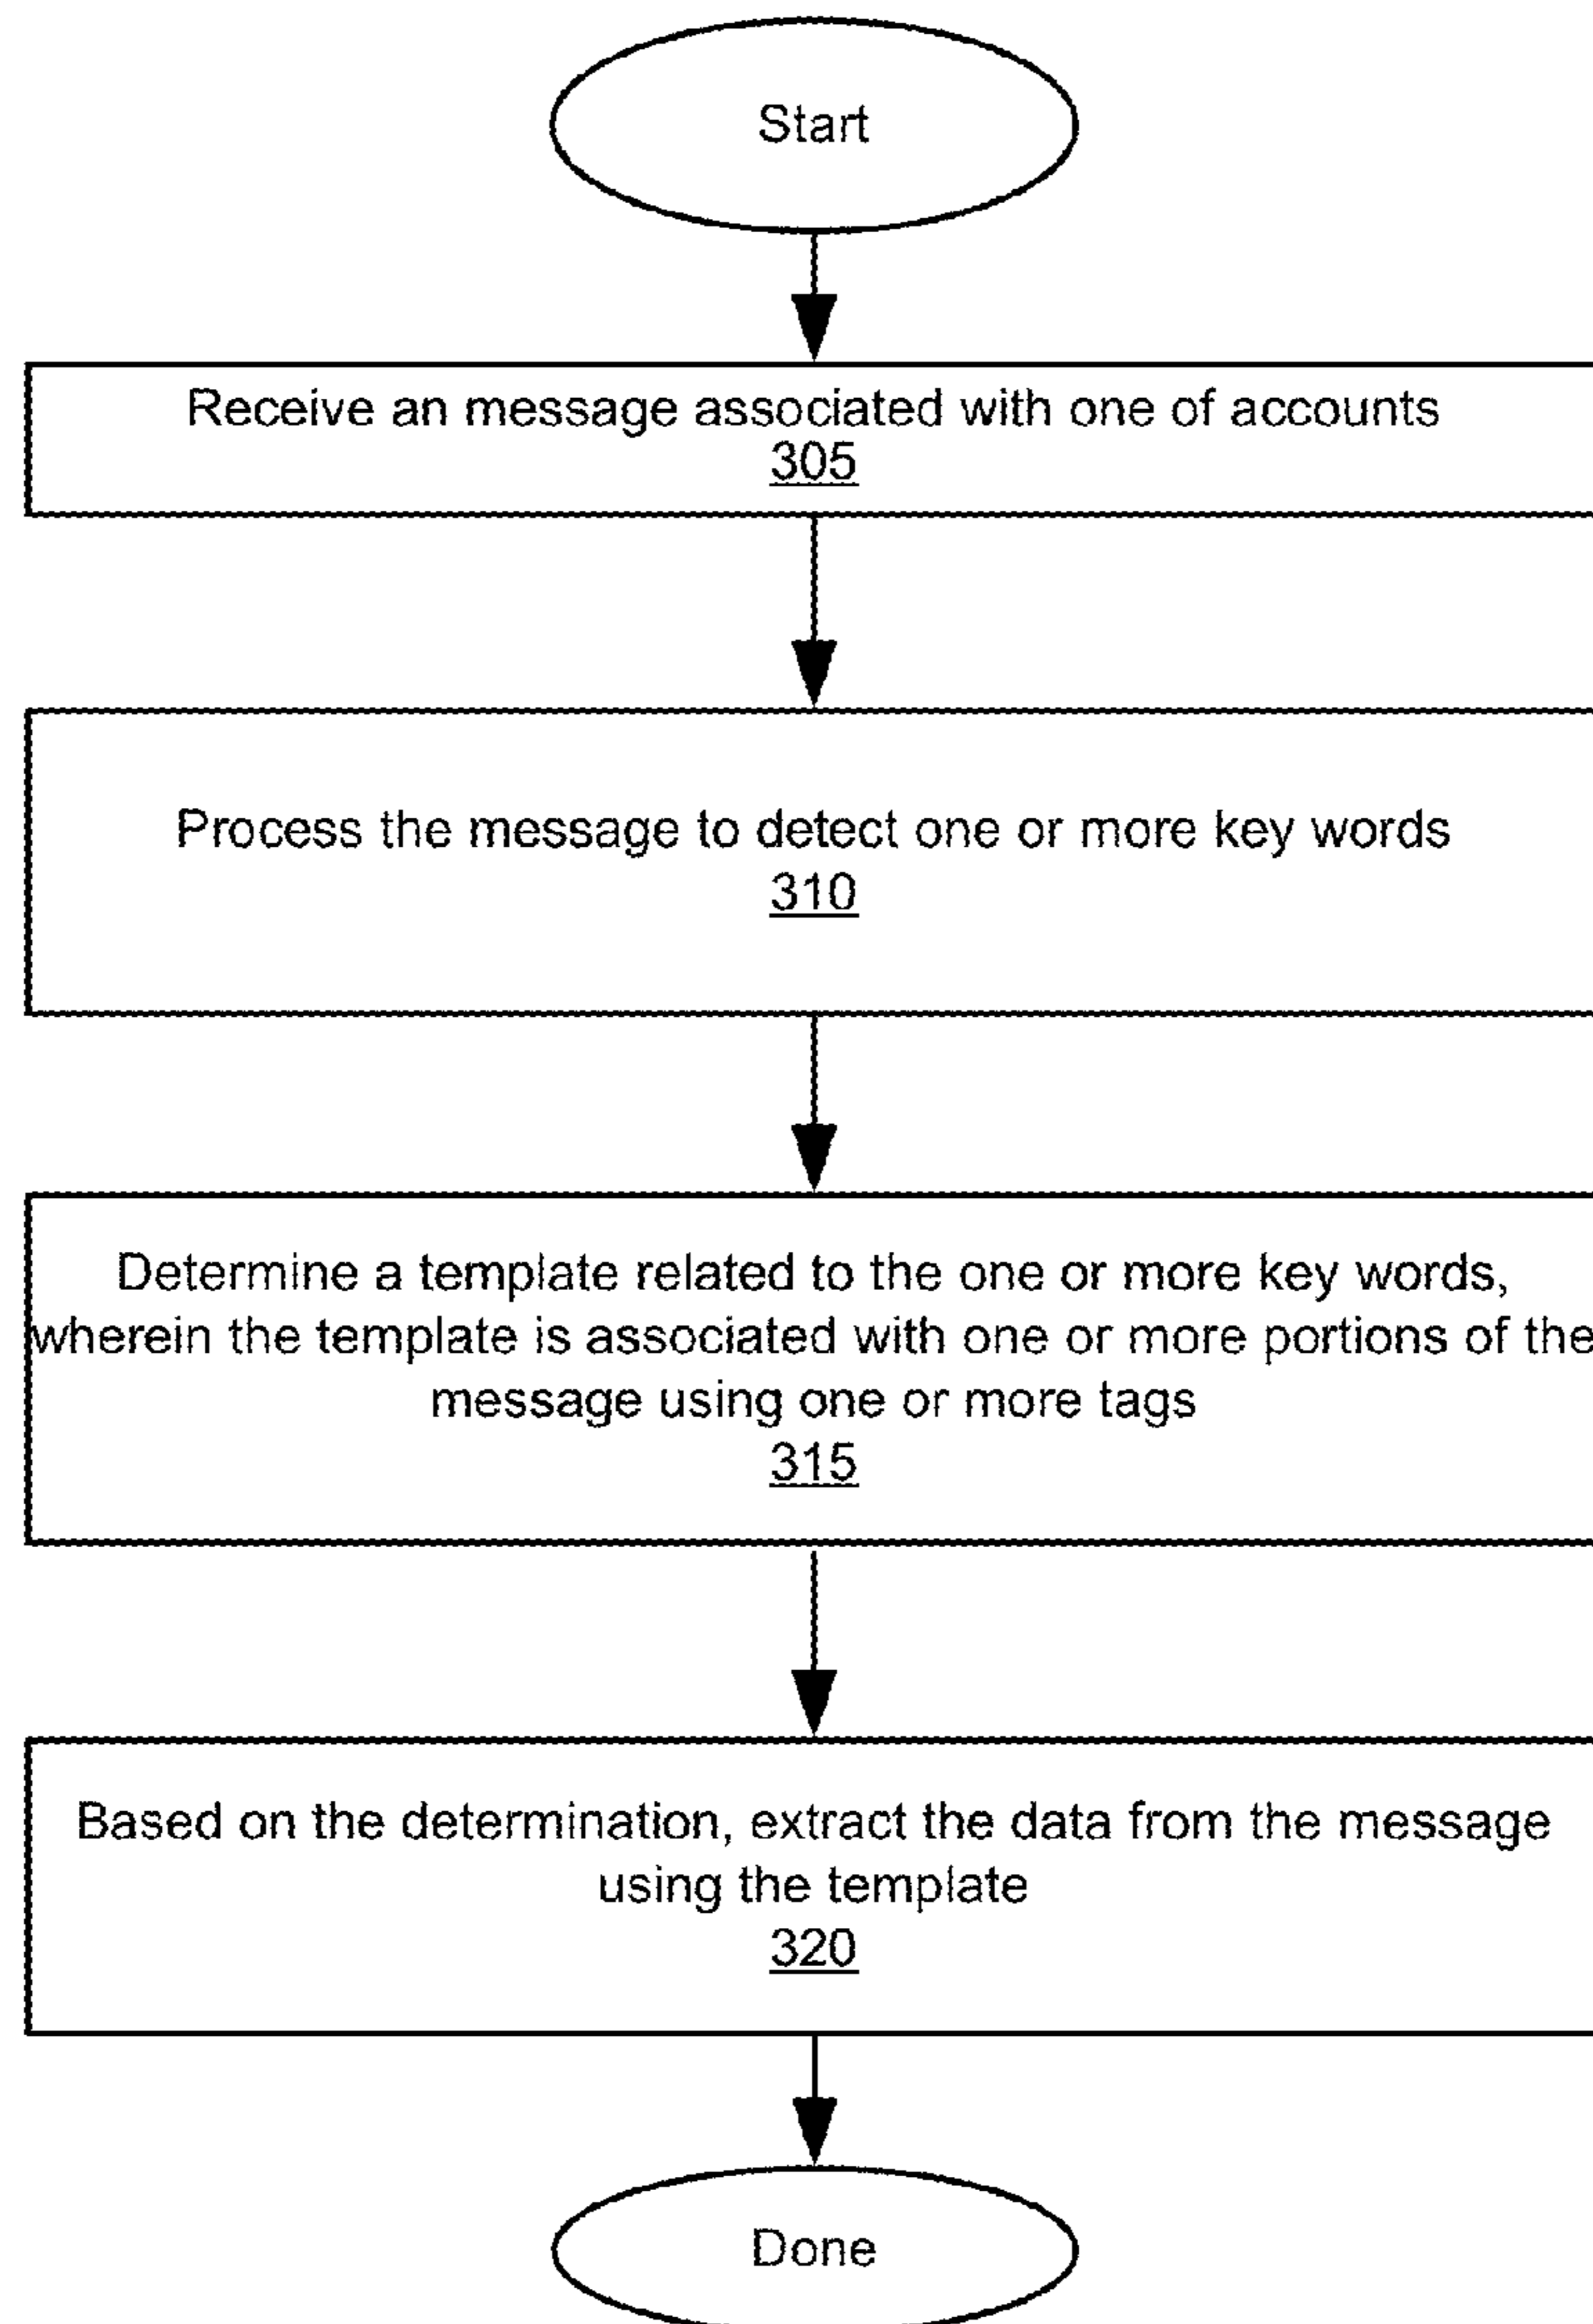 Start
Receive an message associated with one of accounts
305
Process the message to detect one or more key words
310
Determine a template related to the one or more key words,
wherein the template is associated with one or more portions of the
message using one or more tags
315
Based on the determination, extract the data from the message
using the template
320
Done